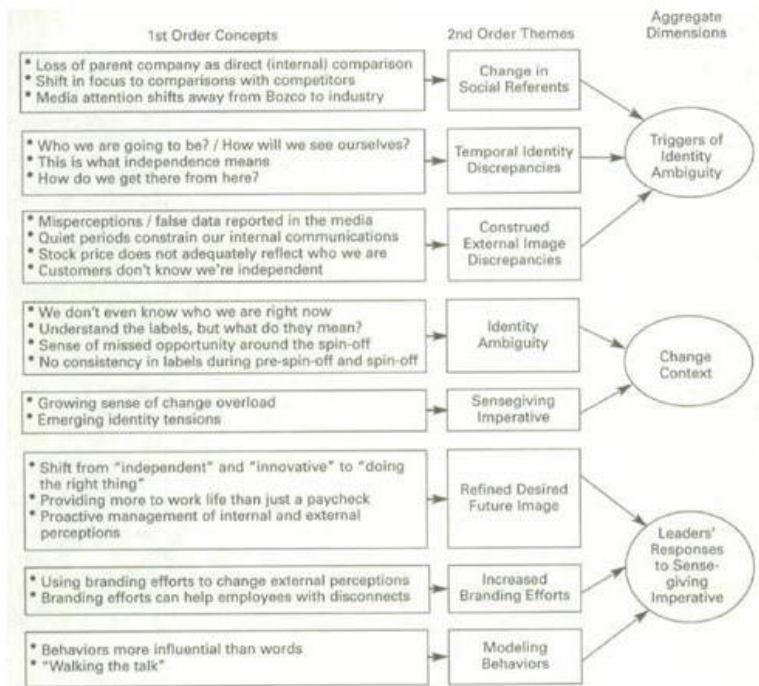 1st Order Concepts
2nd Order Themes
Aggregate
Dimensions
• Loss of parent company as direct (internal) comparison
• Shift in focus to comparisons with competitors
• Media attention shifts away from Bozco to industry
Change in
Social Referents
• Who we are going to be? / How will we see ourselves?
• This is what independence means
• How do we get there from here?
Temporal Identity
Discrepancies
• Misperceptions / false data reported in the media
• Quiet periods constrain our internal communications
• Stock price does not adequately reflect who we are
• Customers don't know we're independent
Construed
External Image
Discrepancies
Triggers of
Identity
Ambiguity
• We don't even know who we are right now
• Understand the labels, but what do they mean?
• Sense of missed opportunity around the spin-off
• No consistency in labels during pre-spin-off and spin-off
Identity
Ambiguity
• Growing sense of change overload
• Emerging identity tensions
Sensegiving
Imperative
Change
Context
• Shift from "independent" and "innovative" to "doing
the right thing"
• Providing more to work life than just a paycheck
• Proactive management of internal and external
perceptions
Refined Desired
Future Image
• Using branding efforts to change external perceptions
• Branding efforts can help employees with disconnects
Increased
Branding Efforts
• Behaviors more influential than words
• "Walking the talk"
Modeling
Behaviors
Leaders'
Responses
to Sense-
giving
Imperative